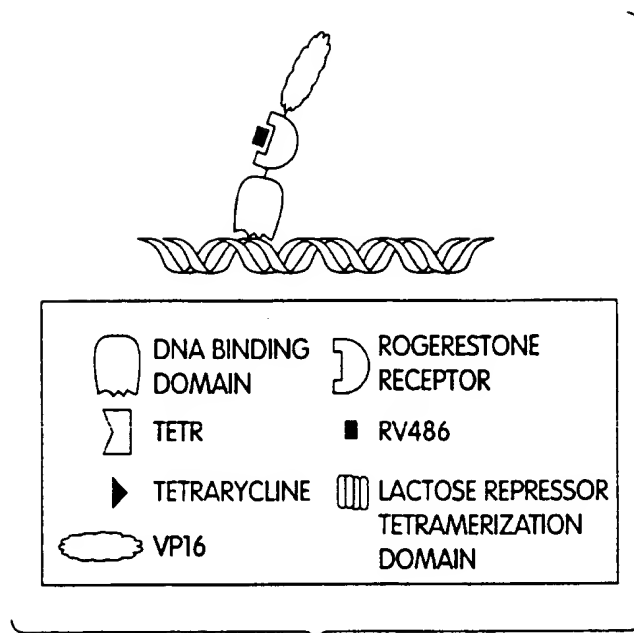 DNA BINDING
DOMAIN
ROGERESTONE
RECEPTOR
TETR
RV486
TETRARYCLINE
LACTOSE REPRESSOR
TETRAMERIZATION
DOMAIN
VP16